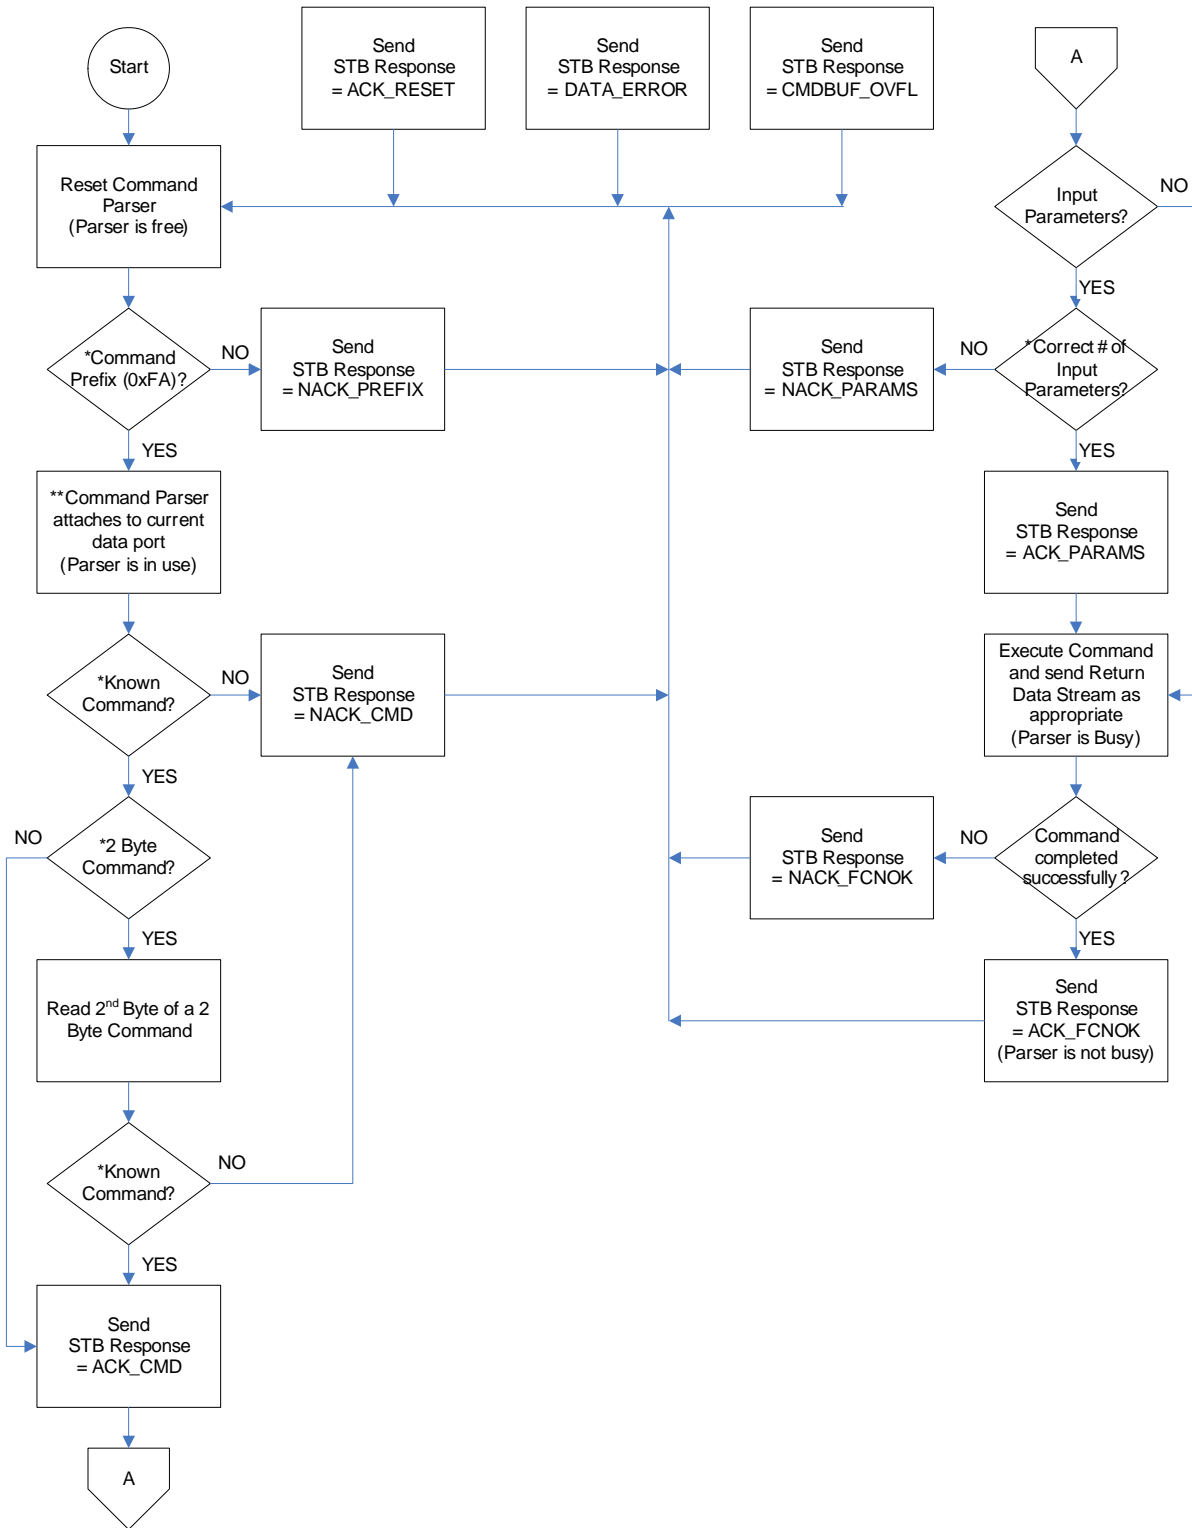 Start
Send
STB Response
= ACK_RESET
Send
STB Response
= DATA_ERROR
Send
STB Response
= CMDBUF_OVFL
A
Reset Command
Parser
(Parser is free)
Input
Parameters?
NO
YES
*Command
Prefix (0xFA)?
NO
Send
STB Response
= NACK_PREFIX
Send
STB Response
= NACK_PARAMS
NO
*Correct # of
Input
Parameters?
YES
YES
**Command Parser
attaches to current
data port
(Parser is in use)
Send
STB Response
= ACK_PARAMS
*Known
Command?
NO
Send
STB Response
= NACK_CMD
Execute Command
and send Return
Data Stream as
appropriate
(Parser is Busy)
YES
NO
*2 Byte
Command?
Send
STB Response
= NACK_FCNOK
NO
Command
completed
successfully?
YES
YES
Read 2nd Byte of a 2
Byte Command
Send
STB Response
= ACK_FCNOK
(Parser is not busy)
*Known
Command?
NO
YES
Send
STB Response
= ACK_CMD
A